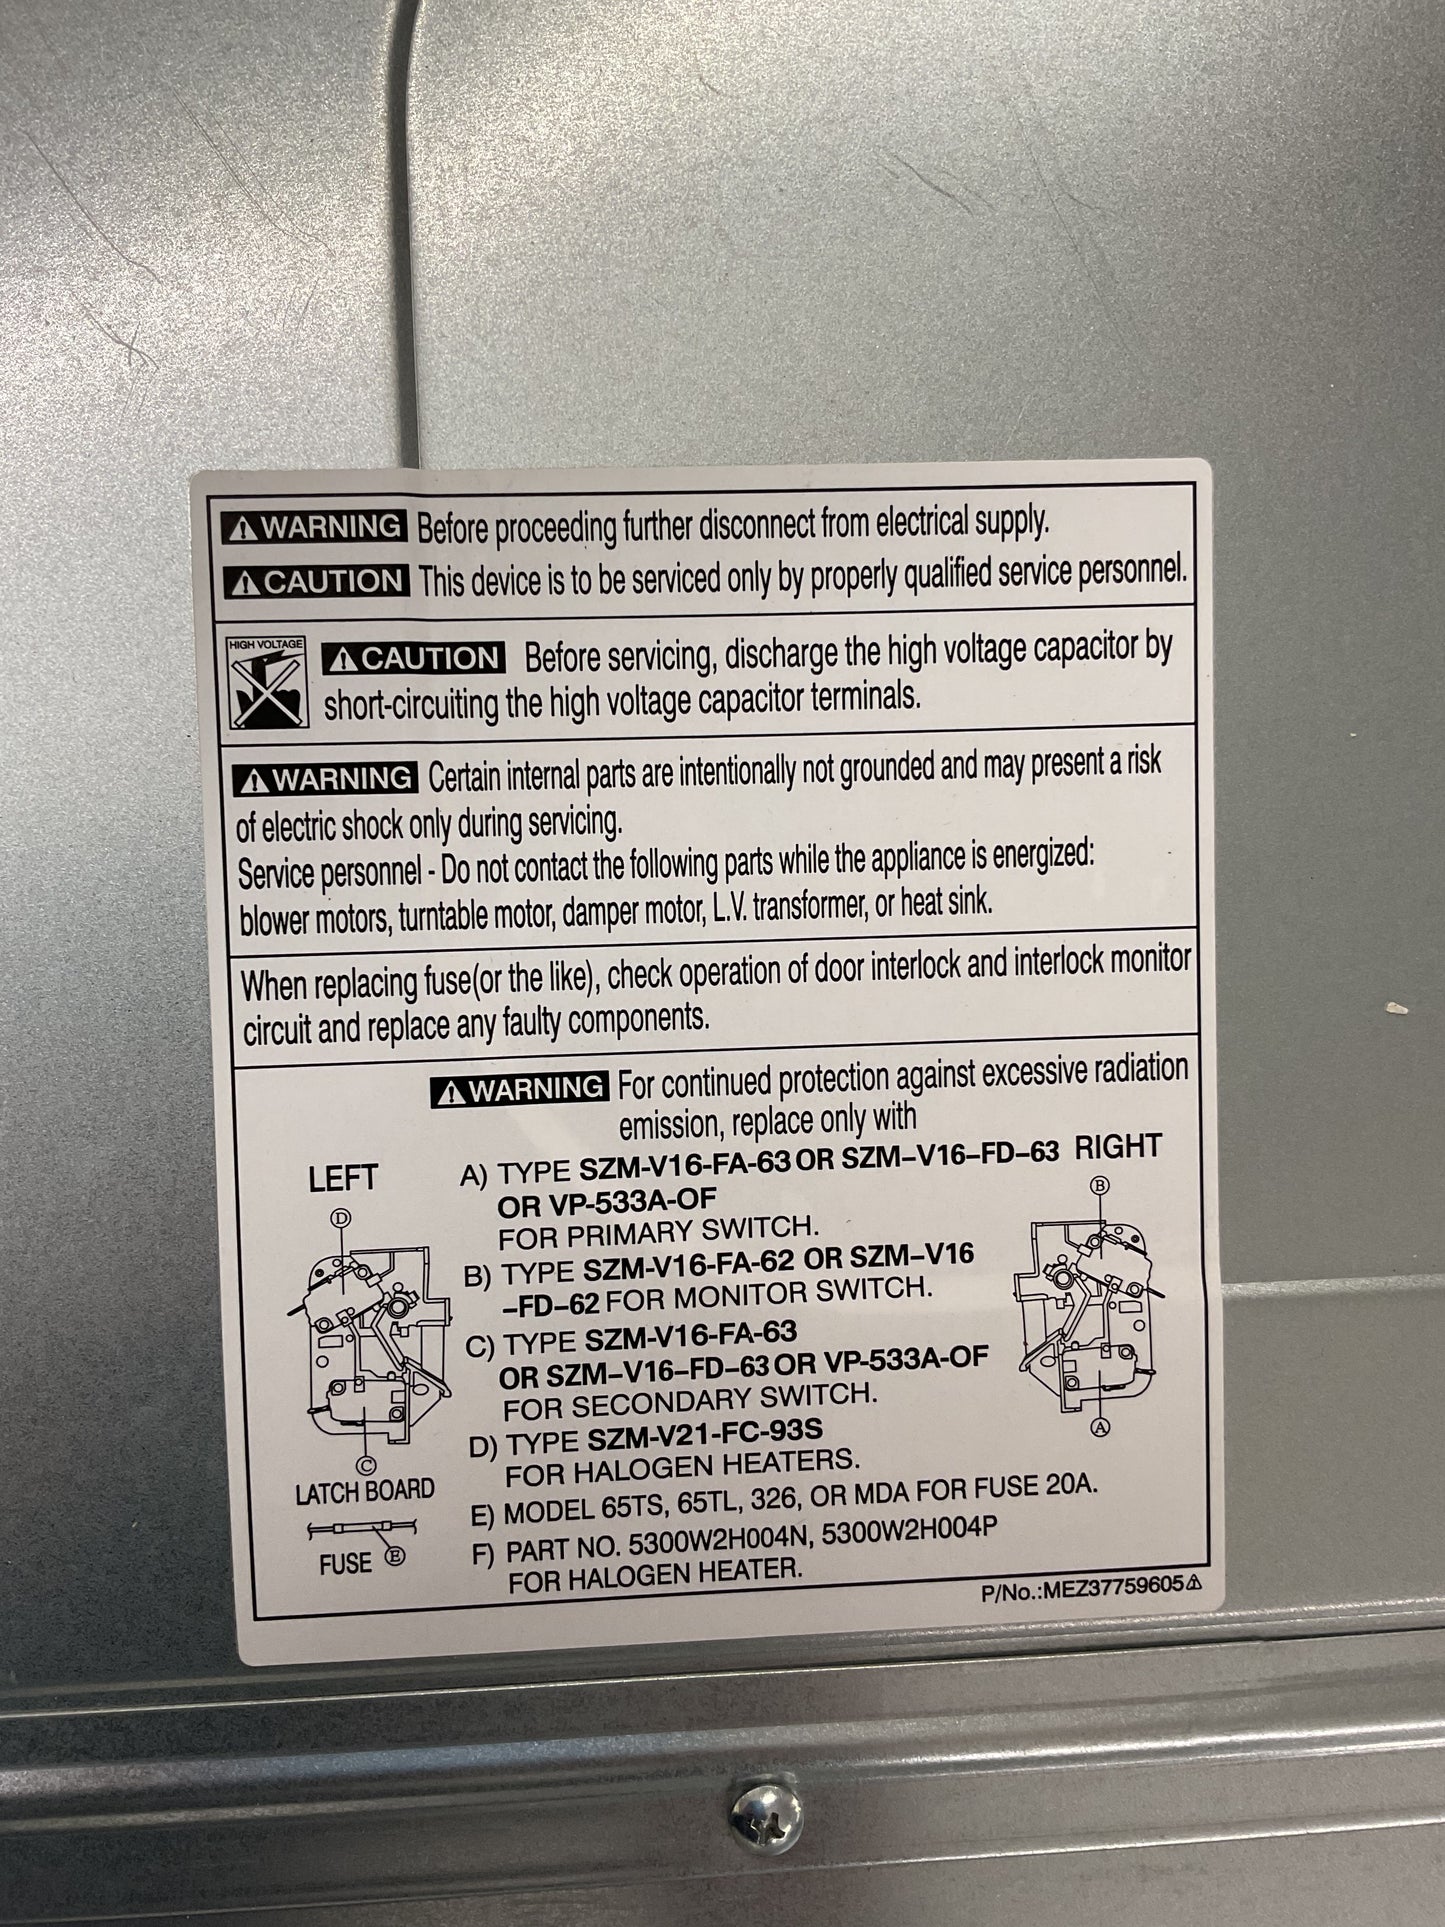 ⚠WARNING Before proceeding further disconnect from electrical supply.
⚠CAUTION This device is to be serviced only by properly qualified service personnel.
HIGH VOLTAGE
⚠CAUTION Before servicing, discharge the high voltage capacitor by
short-circuiting the high voltage capacitor terminals.
⚠WARNING Certain internal parts are intentionally not grounded and may present a risk
of electric shock only during servicing.
Service personnel - Do not contact the following parts while the appliance is energized:
blower motors, turntable motor, damper motor, L.V. transformer, or heat sink.
When replacing fuse(or the like), check operation of door interlock and interlock monitor
circuit and replace any faulty components.
⚠WARNING For continued protection against excessive radiation
emission, replace only with
LEFT
Ⓓ
Ⓒ
LATCH BOARD
FUSE Ⓔ
A) TYPE SZM-V16-FA-63 OR SZM–V16–FD–63
OR VP-533A-OF
FOR PRIMARY SWITCH.
B) TYPE SZM-V16-FA-62 OR SZM–V16
–FD–62 FOR MONITOR SWITCH.
C) TYPE SZM-V16-FA-63
OR SZM–V16–FD–63 OR VP-533A-OF
FOR SECONDARY SWITCH.
D) TYPE SZM-V21-FC-93S
FOR HALOGEN HEATERS.
E) MODEL 65TS, 65TL, 326, OR MDA FOR FUSE 20A.
F) PART NO. 5300W2H004N, 5300W2H004P
FOR HALOGEN HEATER.
RIGHT
Ⓑ
Ⓐ
P/No.:MEZ37759605⚠